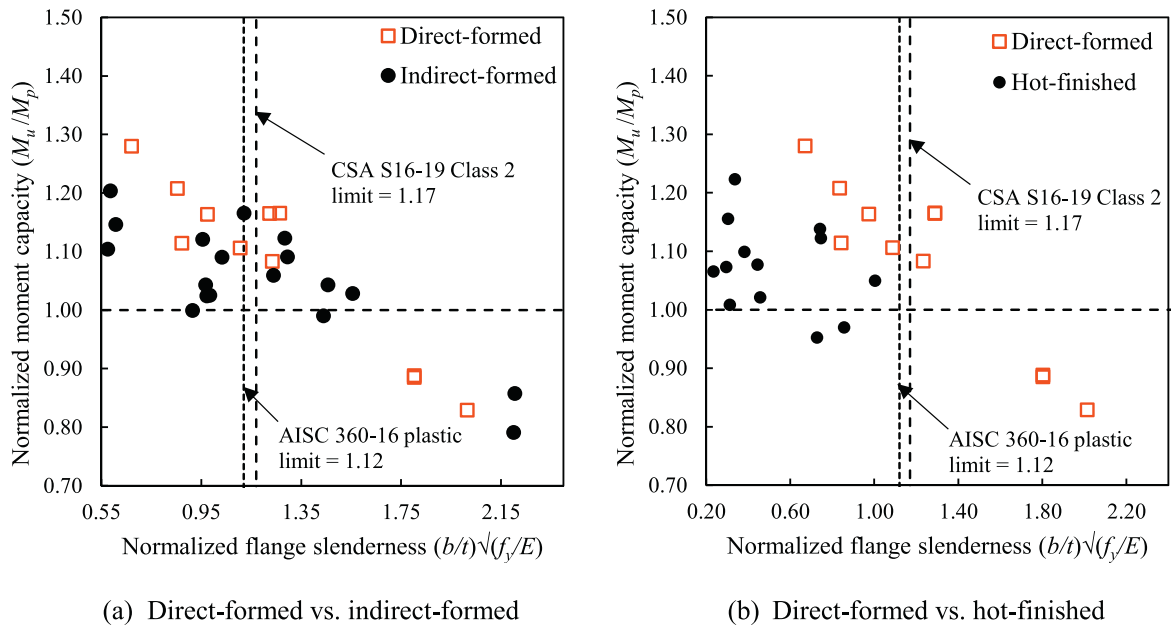 1.50
1.40
1.30
1.20
1.10
1.00
0.90
0.80
0.70
Normalized moment capacity (Mu/Mp)
Direct-formed
Indirect-formed
CSA S16-19 Class 2
limit = 1.17
AISC 360-16 plastic
limit = 1.12
0.55 0.95 1.35 1.75 2.15
Normalized flange slenderness (b/t)√(fy/E)
(a) Direct-formed vs. indirect-formed
1.50
1.40
1.30
1.20
1.10
1.00
0.90
0.80
0.70
Normalized moment capacity (Mu/Mp)
Direct-formed
Hot-finished
CSA S16-19 Class 2
limit = 1.17
AISC 360-16 plastic
limit = 1.12
0.20 0.60 1.00 1.40 1.80 2.20
Normalized flange slenderness (b/t)√(fy/E)
(b) Direct-formed vs. hot-finished